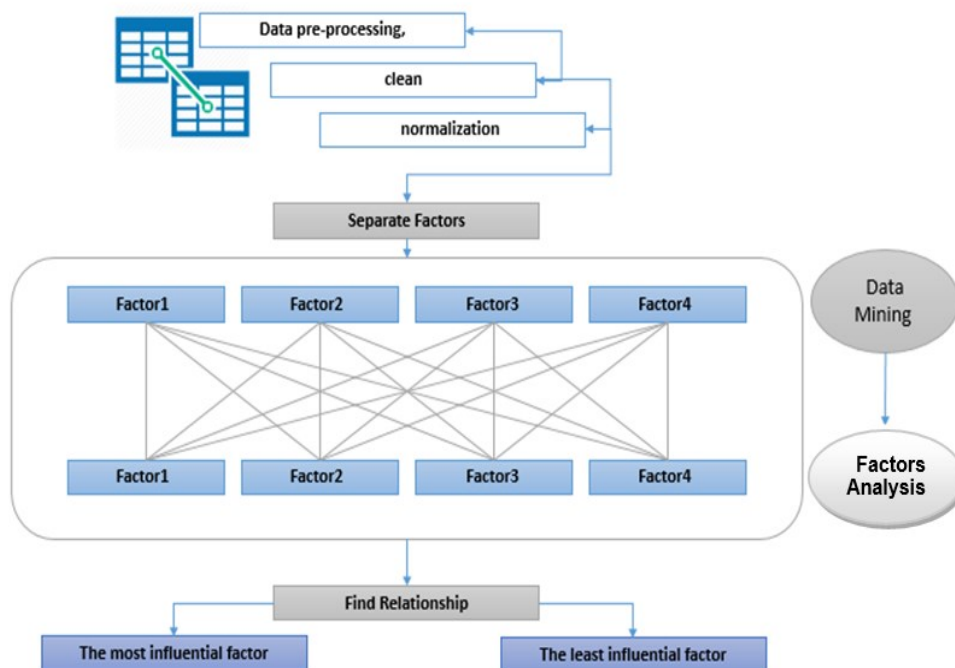 Data pre-processing,
clean
normalization
Separate Factors
Factor1
Factor2
Factor3
Factor4
Data
Mining
Factor1
Factor2
Factor3
Factor4
Factors
Analysis
Find Relationship
The most influential factor
The least influential factor